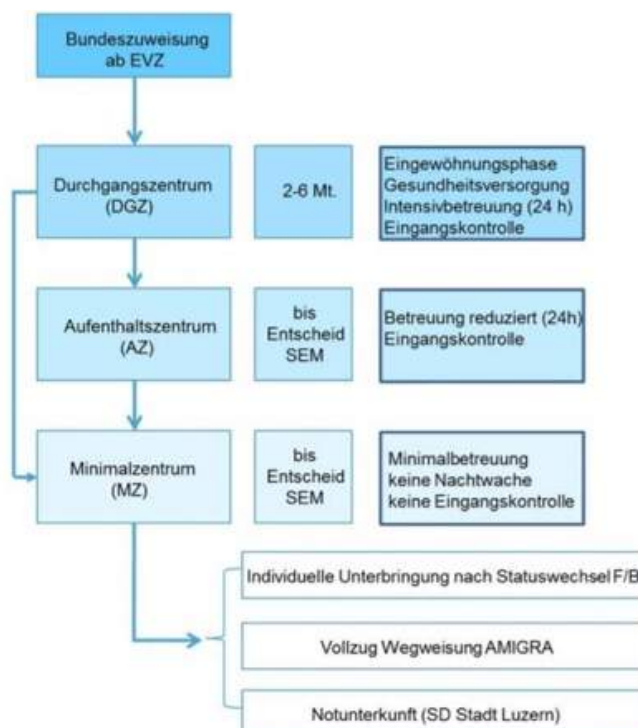 Bundeszuweisung
ab EVZ
Durchgangszentrum
(DGZ)
2-6 Mt.
Eingewöhnungsphase
Gesundheitsversorgung
Intensivbetreuung (24 h)
Eingangskontrolle
Aufenthaltszentrum
(AZ)
bis
Entscheid
SEM
Betreuung reduziert (24h)
Eingangskontrolle
Minimalzentrum
(MZ)
bis
Entscheid
SEM
Minimalbetreuung
keine Nachtwache
keine Eingangskontrolle
Individuelle Unterbringung nach Statuswechsel F/B
Vollzug Wegweisung AMIGRA
Notunterkunft (SD Stadt Luzern)